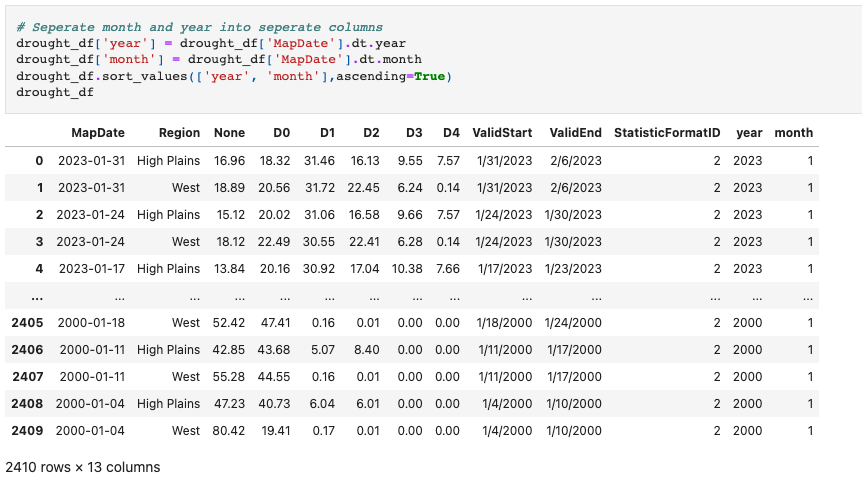 # Seperate month and year into seperate columns
drought_df['year'] = drought_df['MapDate'].dt.year
drought_df['month'] = drought_df['MapDate'].dt.month
drought_df.sort_values(['year', 'month'],ascending=True)
drought_df
MapDate Region None D0 D1 D2 D3 D4 ValidStart ValidEnd StatisticFormatID year month
0 2023-01-31 High Plains 16.96 18.32 31.46 16.13 9.55 7.57 1/31/2023 2/6/2023 2 2023 1
1 2023-01-31 West 18.89 20.56 31.72 22.45 6.24 0.14 1/31/2023 2/6/2023 2 2023 1
2 2023-01-24 High Plains 15.12 20.02 31.06 16.58 9.66 7.57 1/24/2023 1/30/2023 2 2023 1
3 2023-01-24 West 18.12 22.49 30.55 22.41 6.28 0.14 1/24/2023 1/30/2023 2 2023 1
4 2023-01-17 High Plains 13.84 20.16 30.92 17.04 10.38 7.66 1/17/2023 1/23/2023 2 2023 1
... ... ... ... ... ... ... ... ... ... ... ... ... ...
2405 2000-01-18 West 52.42 47.41 0.16 0.01 0.00 0.00 1/18/2000 1/24/2000 2 2000 1
2406 2000-01-11 High Plains 42.85 43.68 5.07 8.40 0.00 0.00 1/11/2000 1/17/2000 2 2000 1
2407 2000-01-11 West 55.28 44.55 0.16 0.01 0.00 0.00 1/11/2000 1/17/2000 2 2000 1
2408 2000-01-04 High Plains 47.23 40.73 6.04 6.01 0.00 0.00 1/4/2000 1/10/2000 2 2000 1
2409 2000-01-04 West 80.42 19.41 0.17 0.01 0.00 0.00 1/4/2000 1/10/2000 2 2000 1
2410 rows × 13 columns